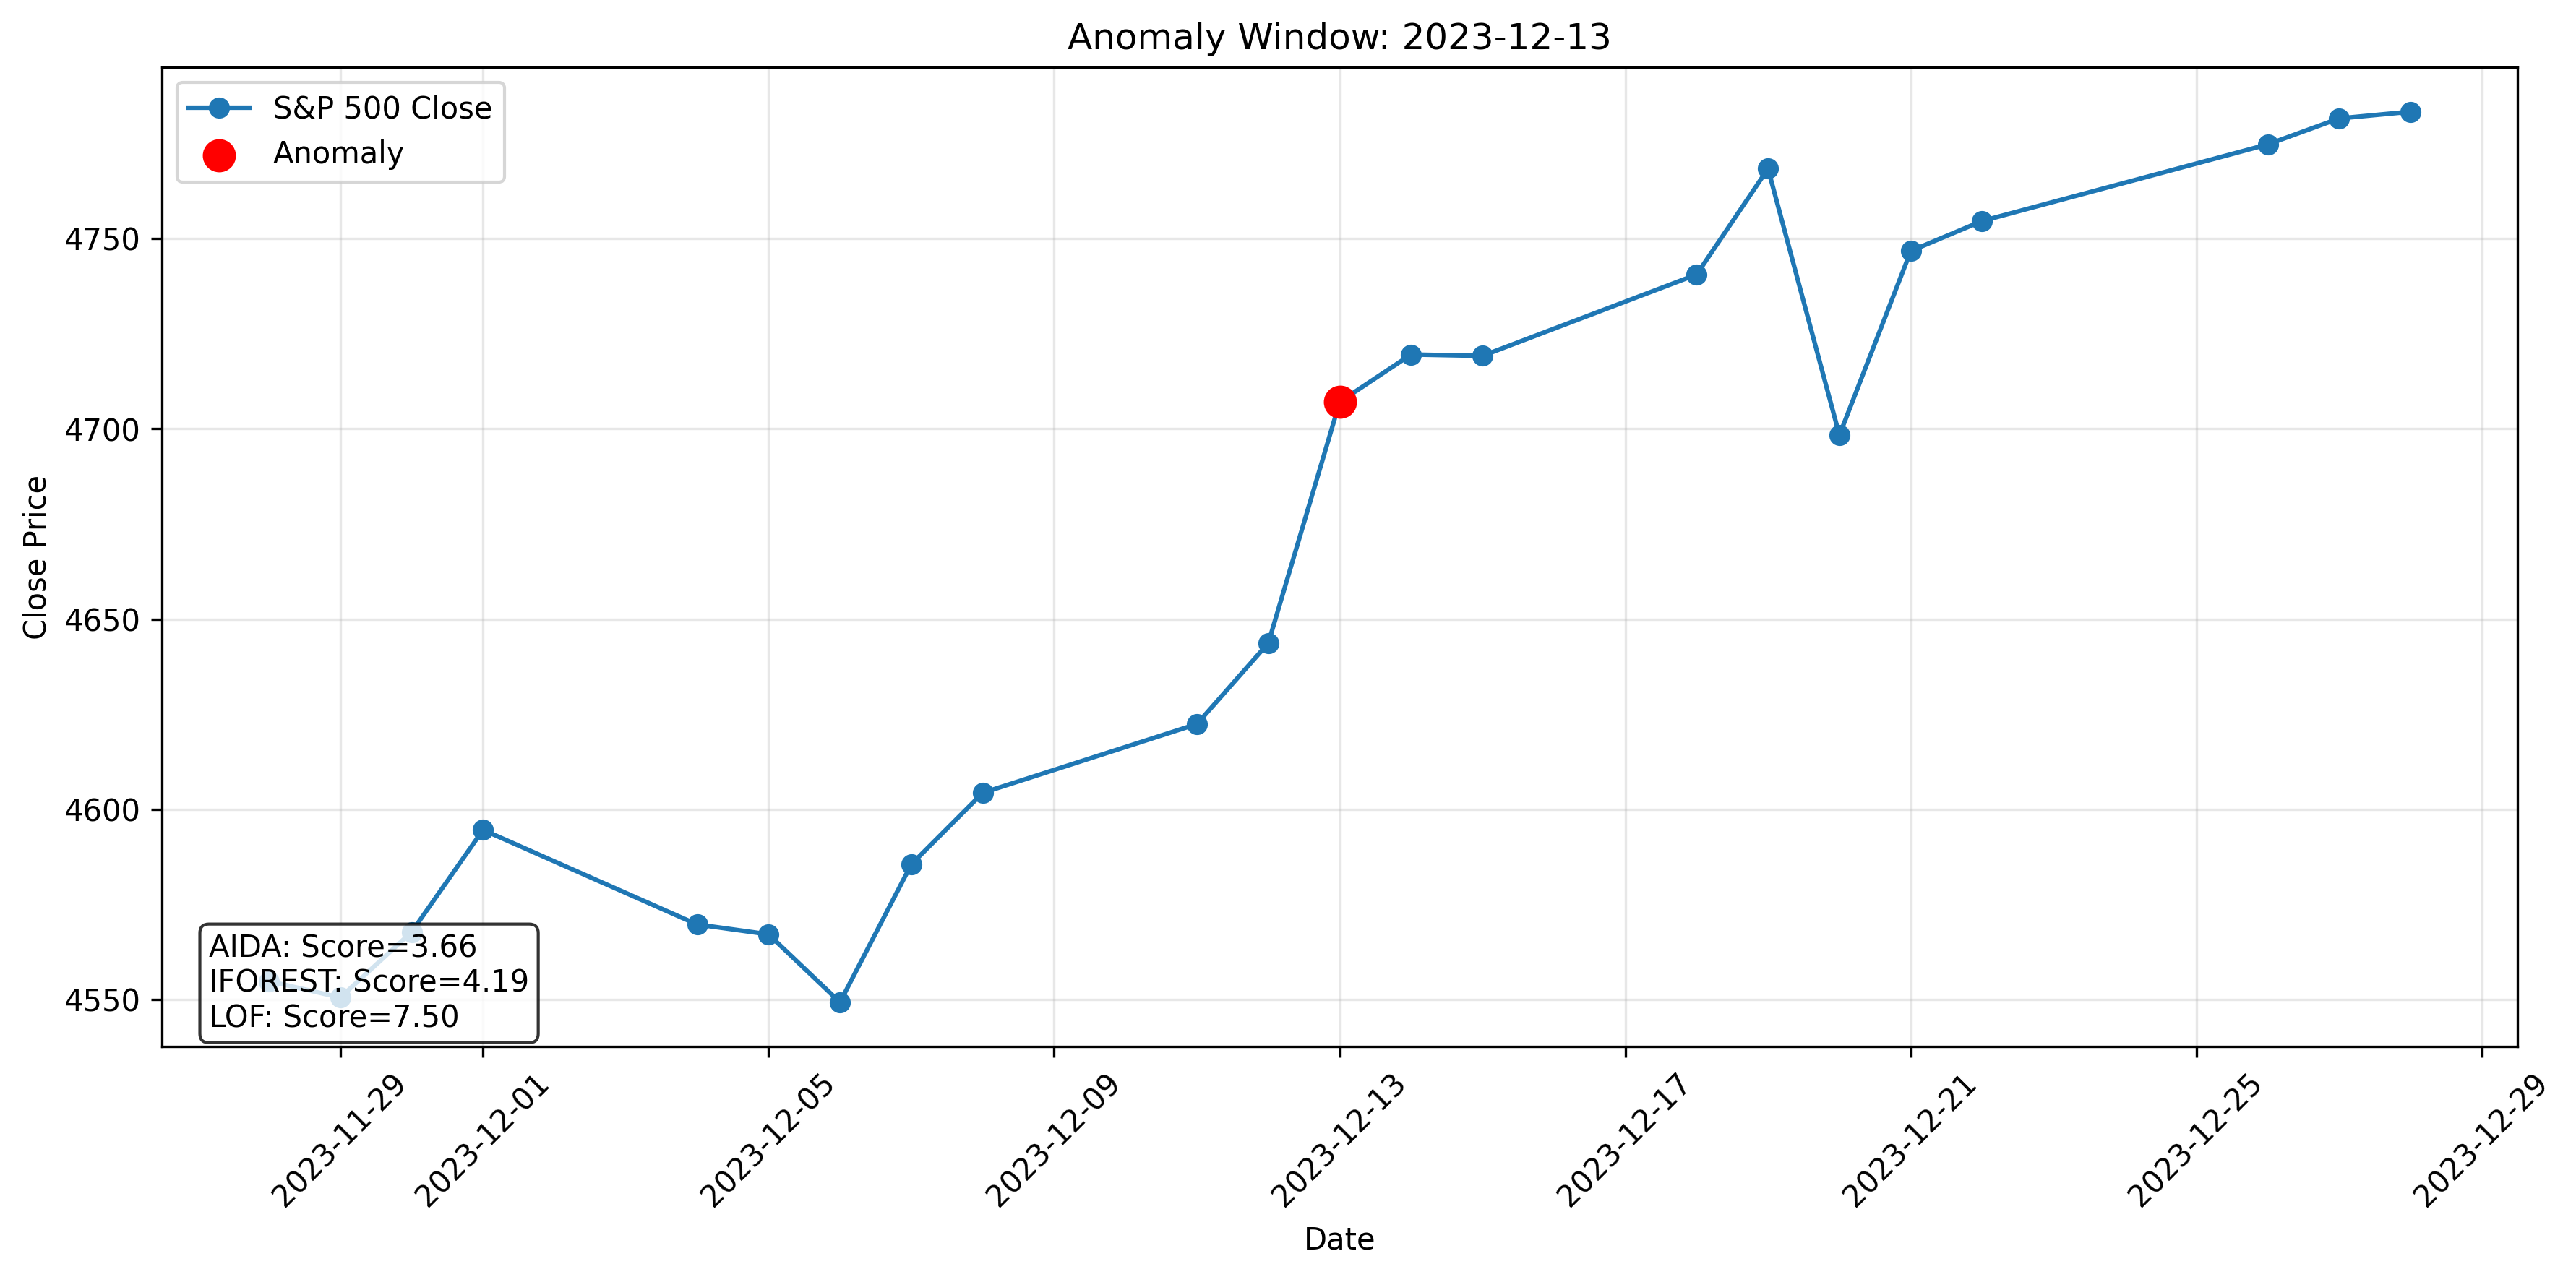 Anomaly Window: 2023-12-13
S&P 500 Close
Anomaly
4750
4700
4650
4600
4550
Close Price
AIDA: Score=3.66
IFOREST: Score=4.19
LOF: Score=7.50
2023-11-29
2023-12-01
2023-12-05
2023-12-09
2023-12-13
2023-12-17
2023-12-21
2023-12-25
2023-12-29
Date